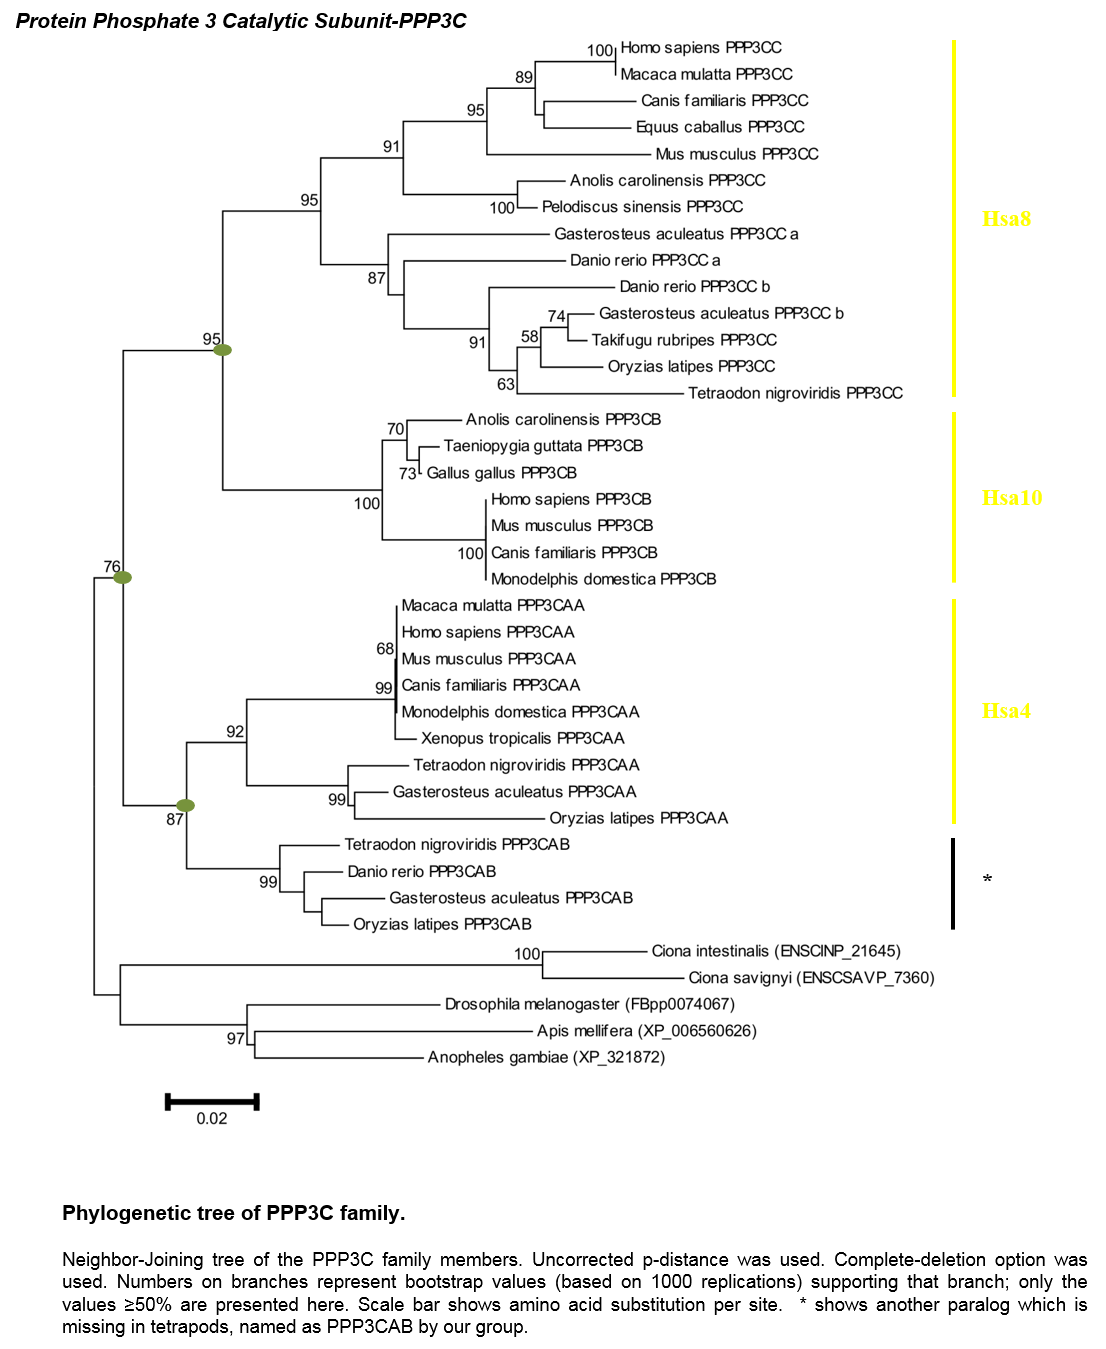 Protein Phosphate 3 Catalytic Subunit-PPP3C
100
Homo sapiens PPP3CC
Macaca mulatta PPP3CC
89
Canis familiaris PPP3CC
95
Equus caballus PPP3CC
91
Mus musculus PPP3CC
Anolis carolinensis PPP3CC
95
100
Pelodiscus sinensis PPP3CC
Hsa8
Gasterosteus aculeatus PPP3CC a
Danio rerio PPP3CC a
87
Danio rerio PPP3CC b
74
Gasterosteus aculeatus PPP3CC b
95
91
58
Takifugu rubripes PPP3CC
Oryzias latipes PPP3CC
63
Tetraodon nigroviridis PPP3CC
70
Anolis carolinensis PPP3CB
Taeniopygia guttata PPP3CB
73
Gallus gallus PPP3CB
100
Homo sapiens PPP3CB
Hsa10
Mus musculus PPP3CB
100
Canis familiaris PPP3CB
76
Monodelphis domestica PPP3CB
Macaca mulatta PPP3CAA
Homo sapiens PPP3CAA
68
Mus musculus PPP3CAA
99
Canis familiaris PPP3CAA
Monodelphis domestica PPP3CAA
Hsa4
92
Xenopus tropicalis PPP3CAA
Tetraodon nigroviridis PPP3CAA
99
Gasterosteus aculeatus PPP3CAA
87
Oryzias latipes PPP3CAA
Tetraodon nigroviridis PPP3CAB
99
Danio rerio PPP3CAB
*
Gasterosteus aculeatus PPP3CAB
Oryzias latipes PPP3CAB
100
Ciona intestinalis (ENSCINP_21645)
Ciona savignyi (ENSCSAVP_7360)
Drosophila melanogaster (FBpp0074067)
97
Apis mellifera (XP_006560626)
Anopheles gambiae (XP_321872)
0.02
Phylogenetic tree of PPP3C family.
Neighbor-Joining tree of the PPP3C family members. Uncorrected p-distance was used. Complete-deletion option was
used. Numbers on branches represent bootstrap values (based on 1000 replications) supporting that branch; only the
values ≥50% are presented here. Scale bar shows amino acid substitution per site. * shows another paralog which is
missing in tetrapods, named as PPP3CAB by our group.